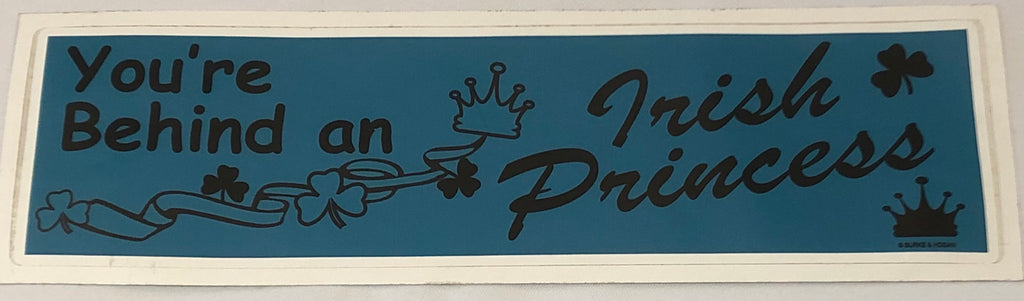 You're
Behind an
Irish
Princess
© BURKE & HOGAN